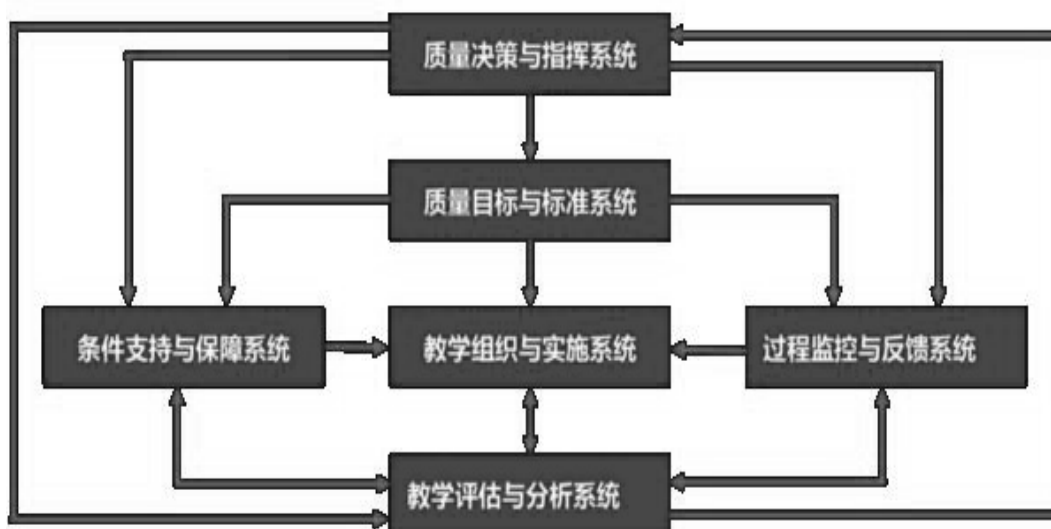 质量决策与指挥系统
质量目标与标准系统
条件支持与保障系统
教学组织与实施系统
过程监控与反馈系统
教学评估与分析系统